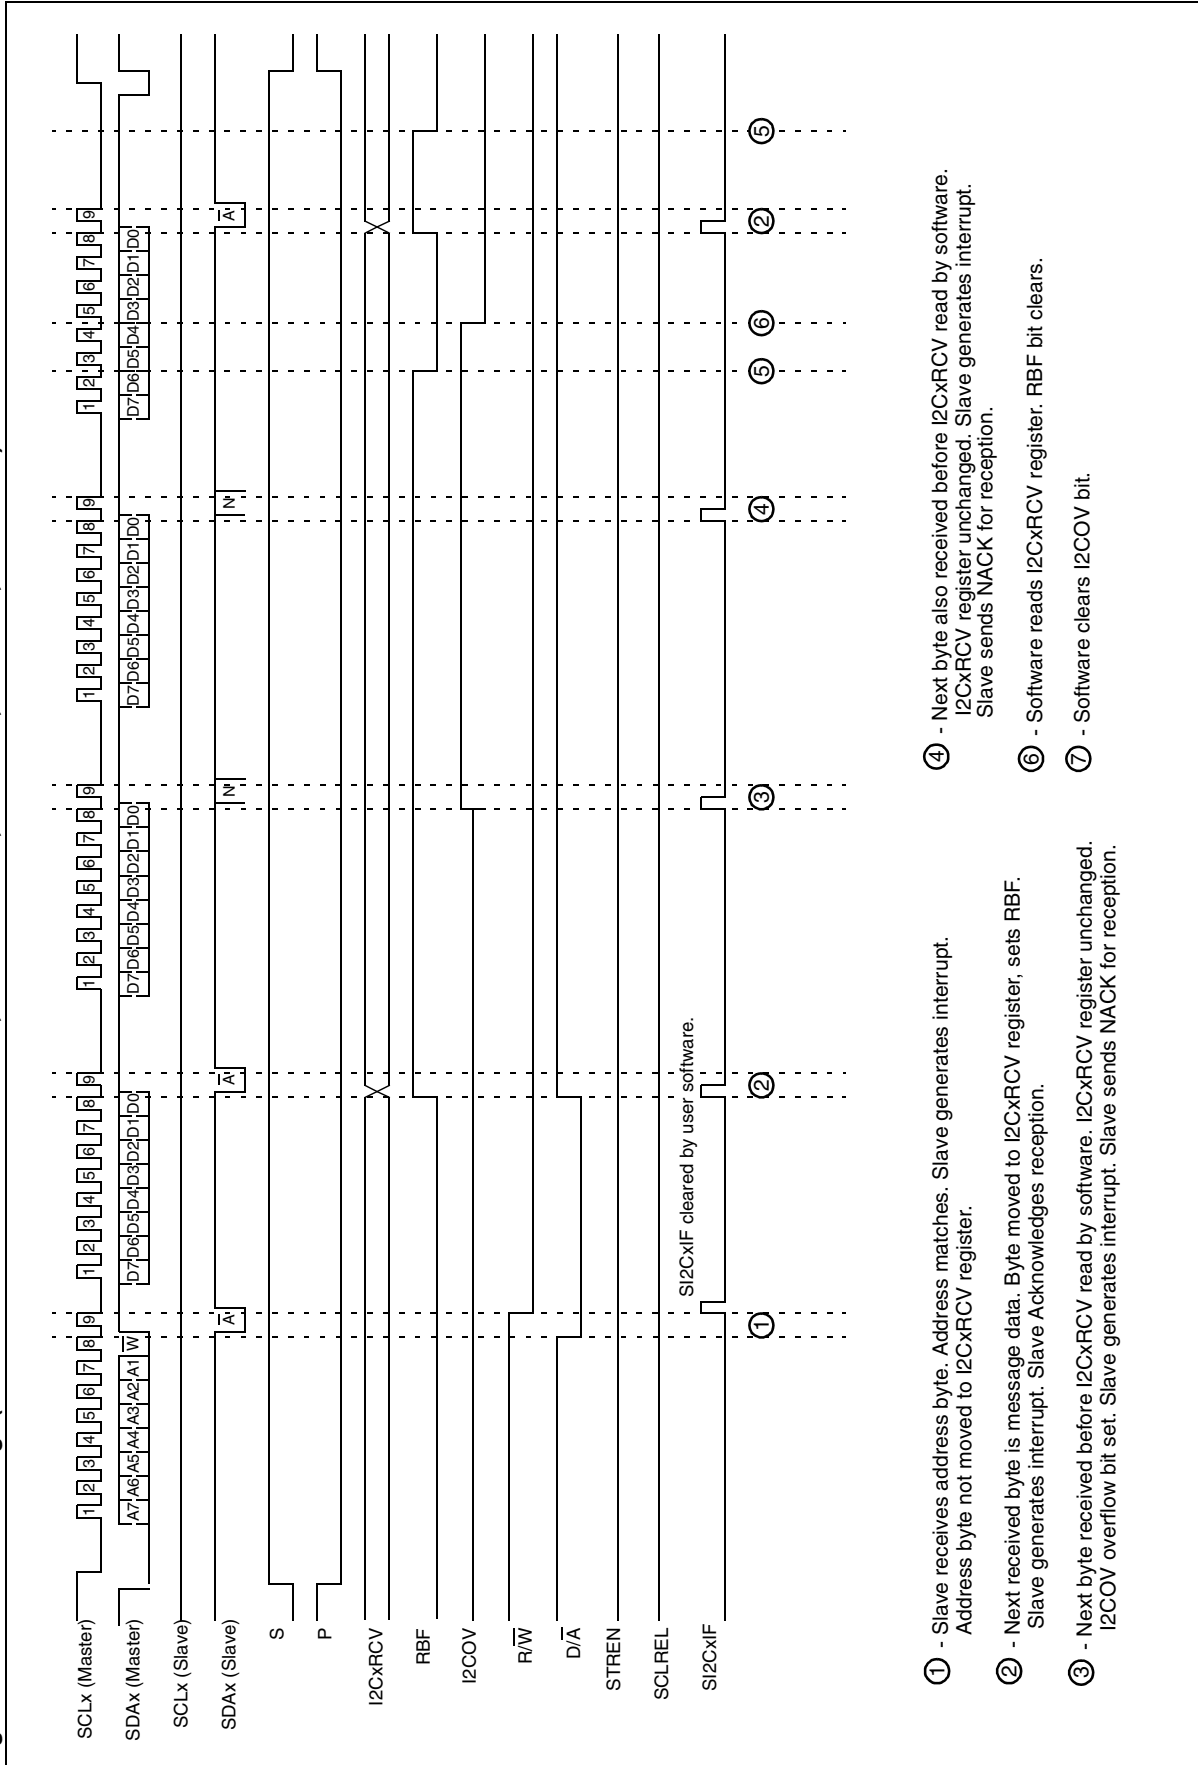 SCLx (Master) 1 2 3 4 5 6 7 8 9 1 2 3 4 5 6 7 8 9 1 2 3 4 5 6 7 8 9 1 2 3 4 5 6 7 8 9 1 2 3 4 5 6 7 8 9
SDAx (Master) A7 A6 A5 A4 A3 A2 A1 W̅ D7 D6 D5 D4 D3 D2 D1 D0 D7 D6 D5 D4 D3 D2 D1 D0 D7 D6 D5 D4 D3 D2 D1 D0 D7 D6 D5 D4 D3 D2 D1 D0
SCLx (Slave)
SDAx (Slave) A̅ A̅ N N A̅
S
P
I2CxRCV
RBF
I2COV
R/W̅
D/A̅
STREN
SCLREL
SI2CxIF cleared by user software.
SI2CxIF
1 2 3 4 5 6 2 5
1 - Slave receives address byte. Address matches. Slave generates interrupt.
Address byte not moved to I2CxRCV register.
2 - Next received byte is message data. Byte moved to I2CxRCV register, sets RBF.
Slave generates interrupt. Slave Acknowledges reception.
3 - Next byte received before I2CxRCV read by software. I2CxRCV register unchanged.
I2COV overflow bit set. Slave generates interrupt. Slave sends NACK for reception.
4 - Next byte also received before I2CxRCV read by software.
I2CxRCV register unchanged. Slave generates interrupt.
Slave sends NACK for reception.
6 - Software reads I2CxRCV register. RBF bit clears.
7 - Software clears I2COV bit.